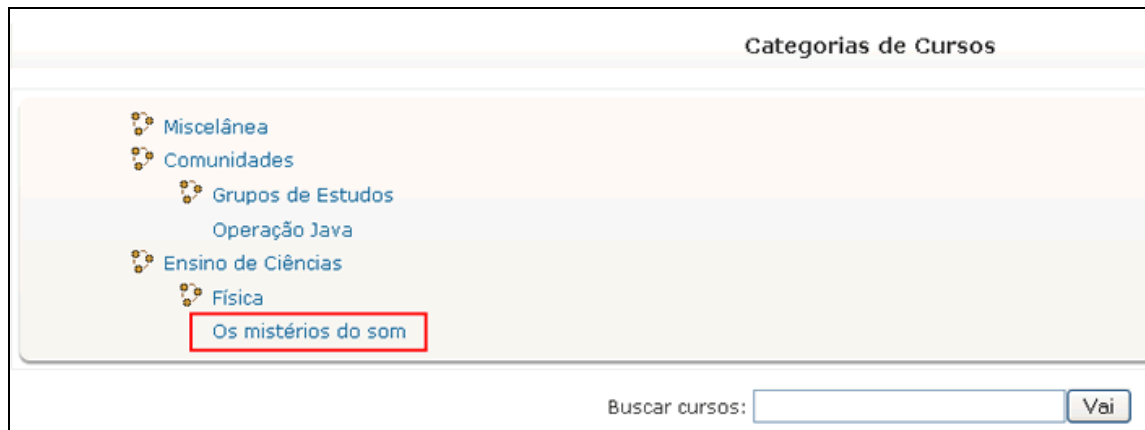 Categorias de Cursos
Miscelânea
Comunidades
Grupos de Estudos
Operação Java
Ensino de Ciências
Física
Os mistérios do som
Buscar cursos: Vai